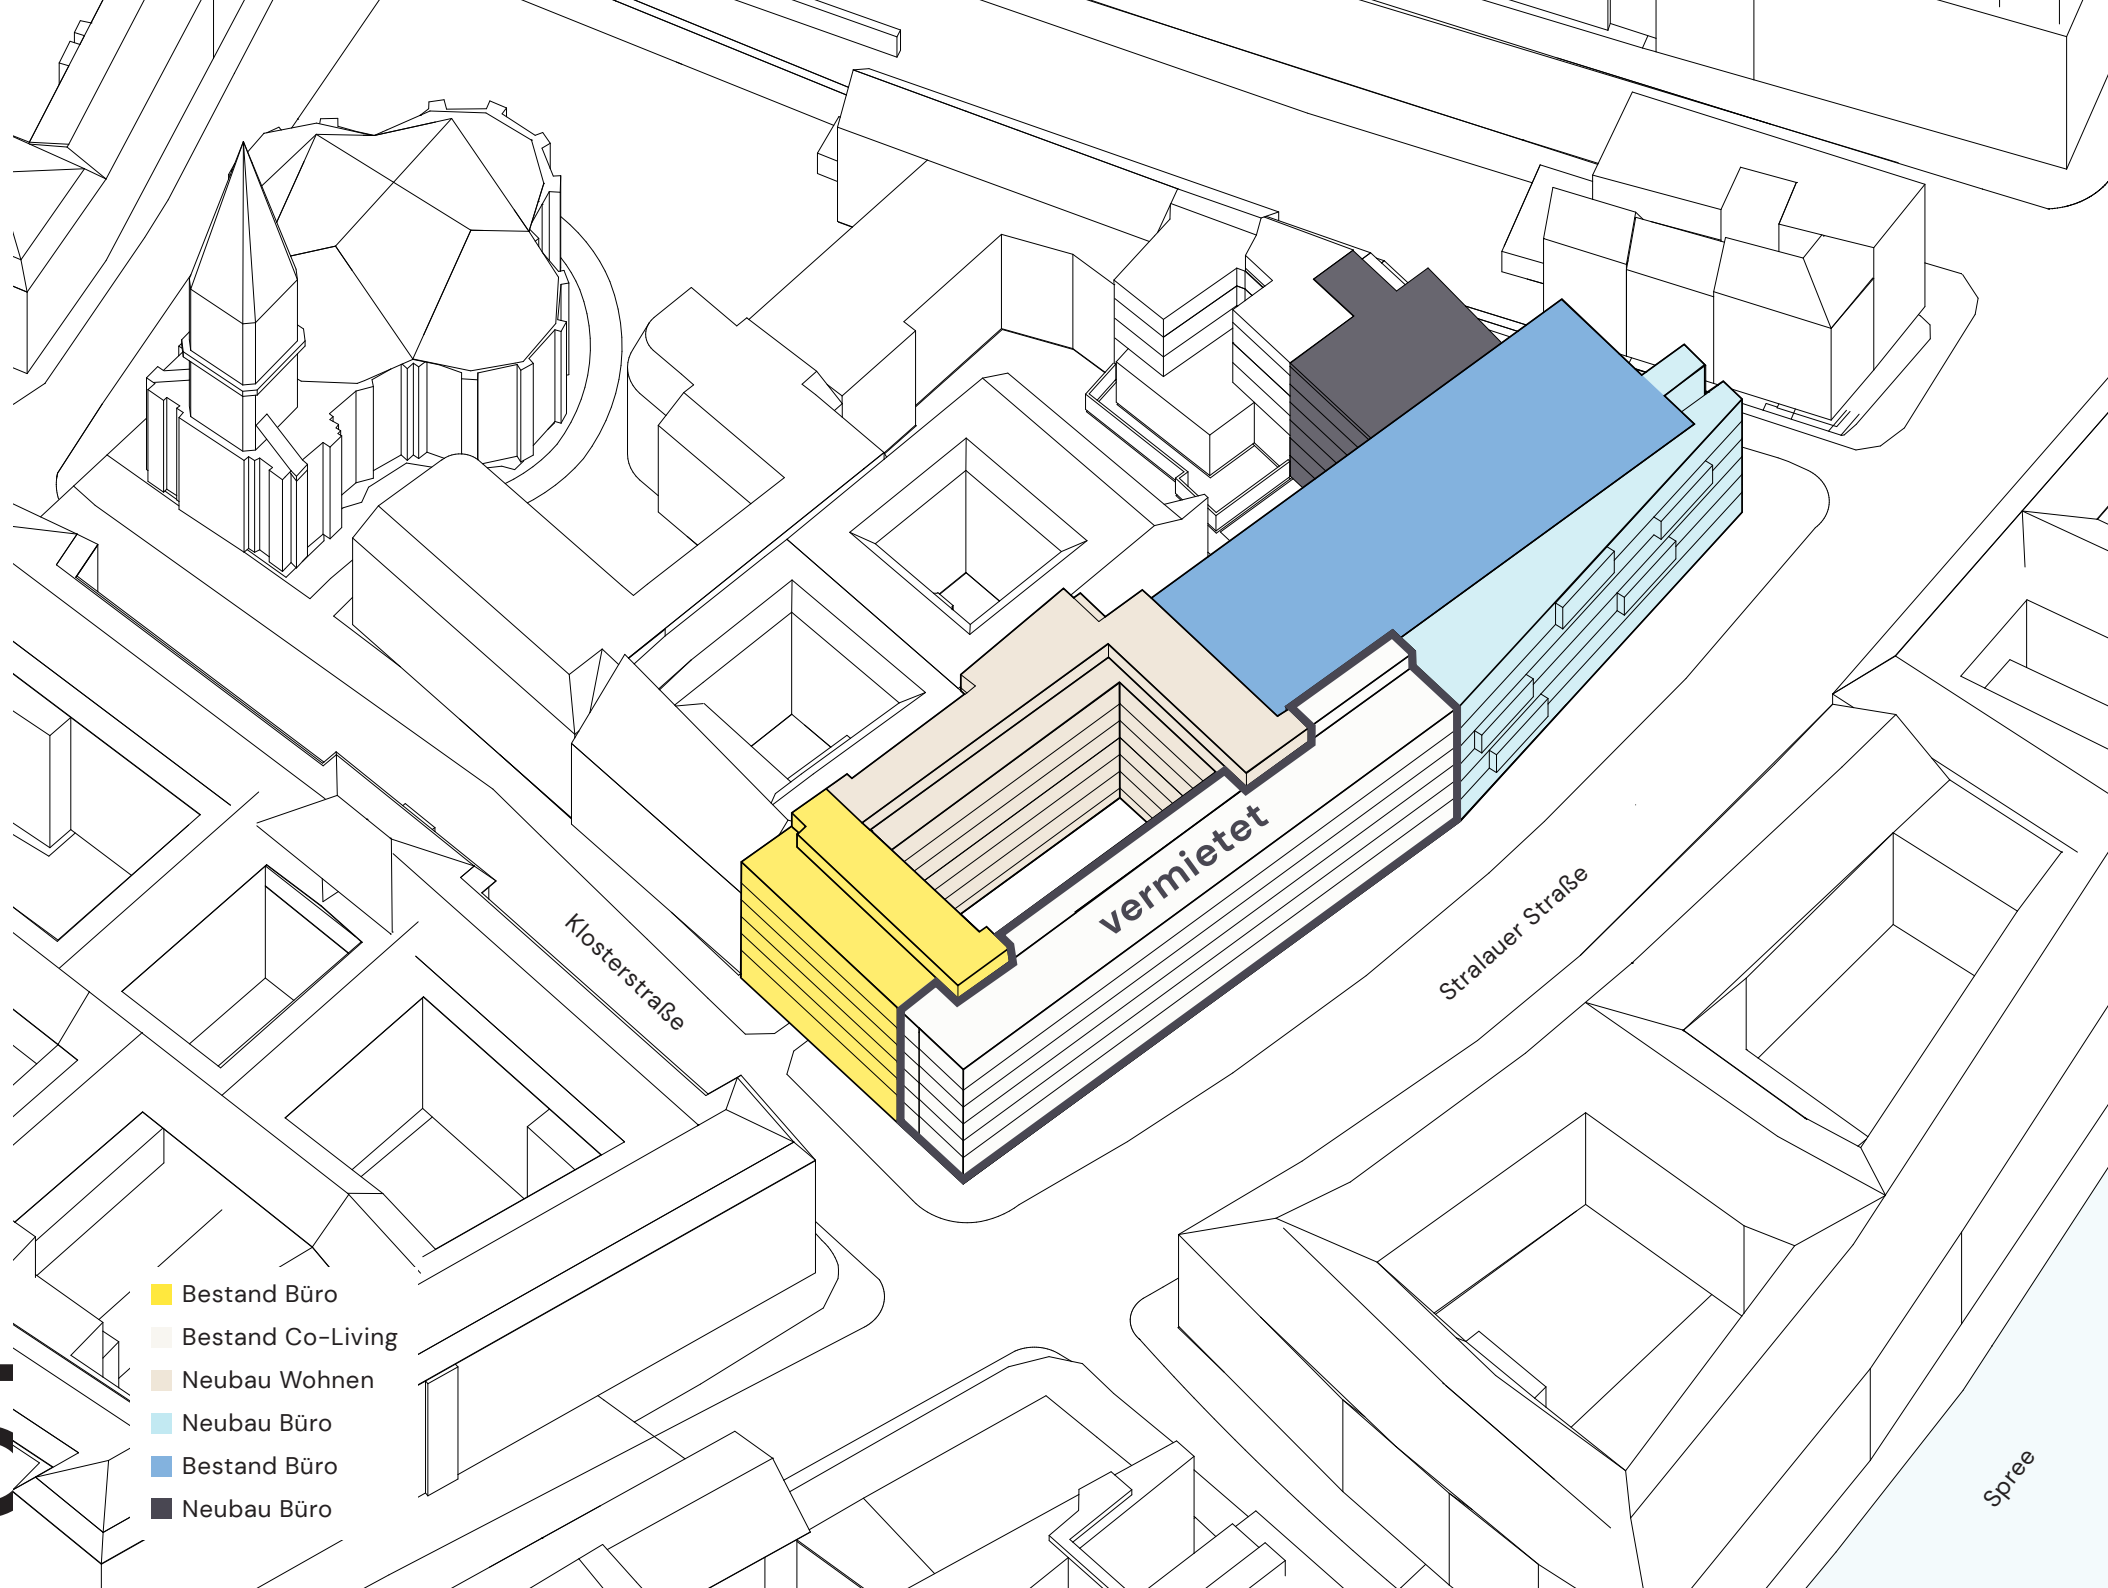 vermietet
Klosterstraße
Stralauer Straße
Bestand Büro
Bestand Co-Living
Neubau Wohnen
Neubau Büro
Bestand Büro
Neubau Büro
Spree